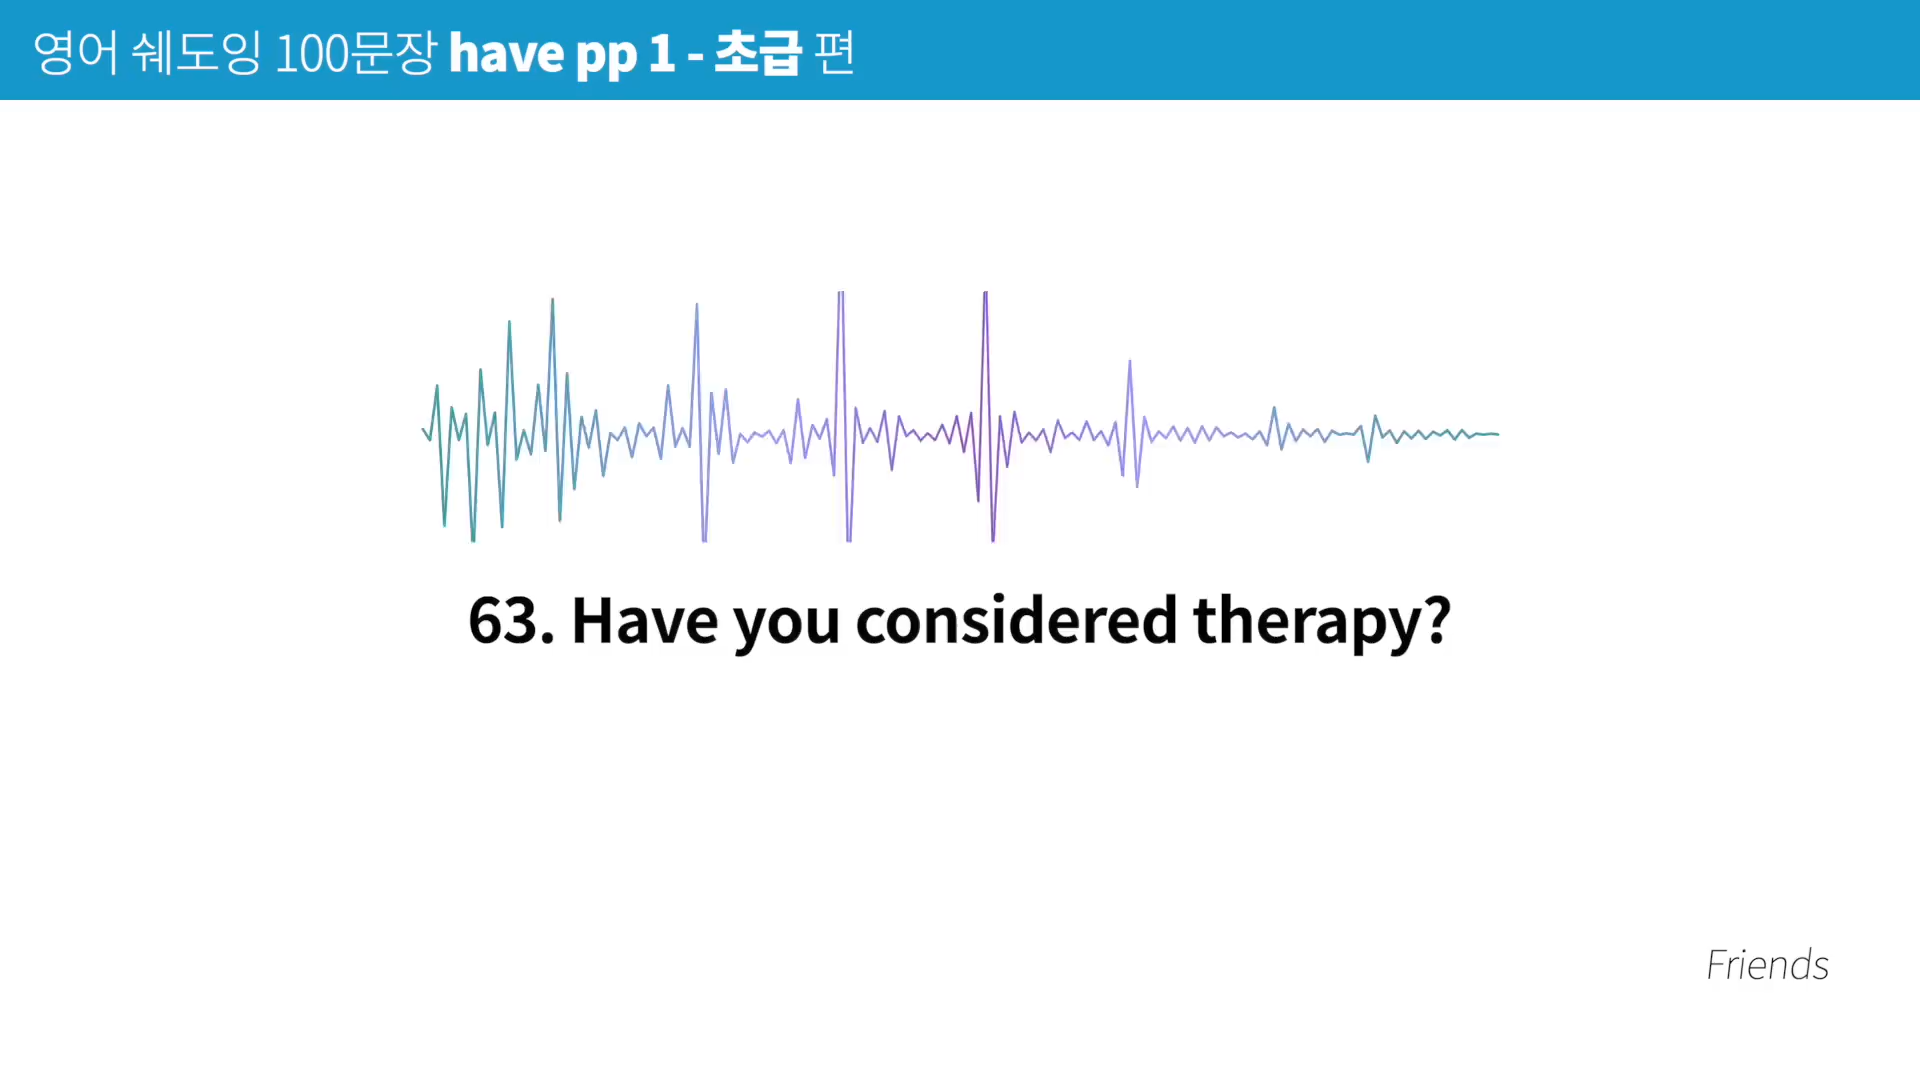 영어 쉐도잉 100문장 have pp 1 - 초급 편
63. Have you considered therapy?
Friends